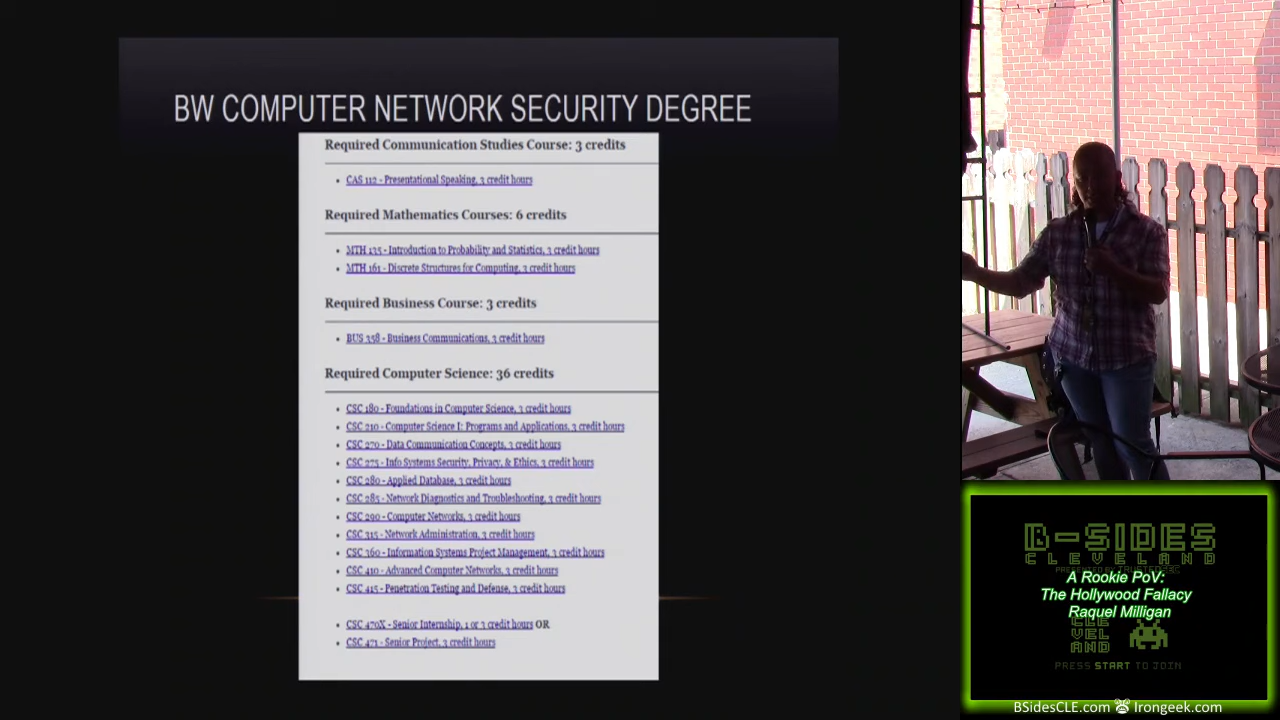 BW COMPUTER NETWORK SECURITY DEGREE
Required Communication Studies Course: 3 credits
CAS 112 - Presentational Speaking, 3 credit hours
Required Mathematics Courses: 6 credits
MTH 135 - Introduction to Probability and Statistics, 3 credit hours
MTH 161 - Discrete Structures for Computing, 3 credit hours
Required Business Course: 3 credits
BUS 358 - Business Communications, 3 credit hours
Required Computer Science: 36 credits
CSC 180 - Foundations in Computer Science, 3 credit hours
CSC 210 - Computer Science I: Programs and Applications, 3 credit hours
CSC 270 - Data Communication Concepts, 3 credit hours
CSC 275 - Info Systems Security, Privacy, & Ethics, 3 credit hours
CSC 280 - Applied Database, 3 credit hours
CSC 285 - Network Diagnostics and Troubleshooting, 3 credit hours
CSC 290 - Computer Networks, 3 credit hours
CSC 315 - Network Administration, 3 credit hours
CSC 360 - Information Systems Project Management, 3 credit hours
CSC 410 - Advanced Computer Networks, 3 credit hours
CSC 415 - Penetration Testing and Defense, 3 credit hours
CSC 470X - Senior Internship, 1 or 3 credit hours OR
CSC 471 - Senior Project, 3 credit hours
B-SIDES
CLEVELAND
PRESENTED BY TRUSTEDSEC
A Rookie PoV:
The Hollywood Fallacy
Raquel Milligan
CLE
VEL
AND
PRESS START TO JOIN
BSidesCLE.com Irongeek.com